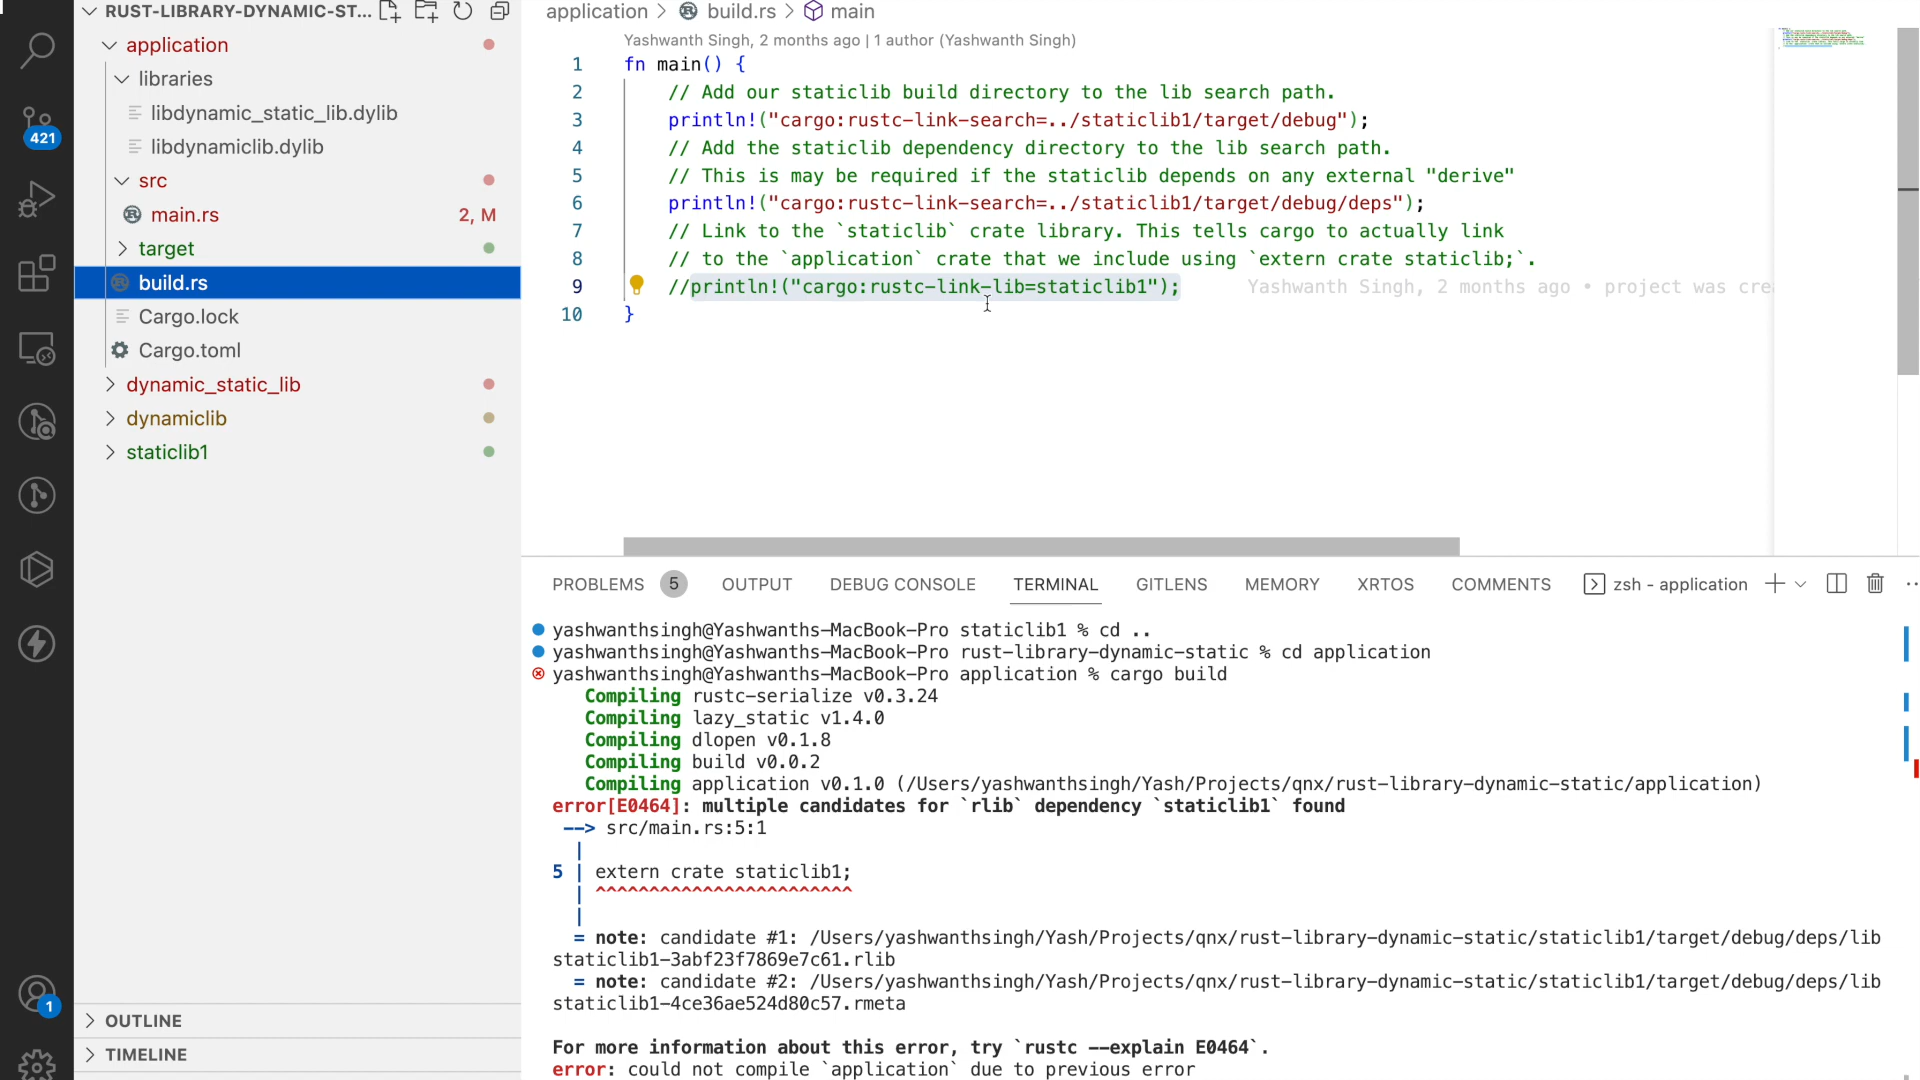 RUST-LIBRARY-DYNAMIC-ST...
application
libraries
libdynamic_static_lib.dylib
libdynamiclib.dylib
src
main.rs 2, M
target
build.rs
Cargo.lock
Cargo.toml
dynamic_static_lib
dynamiclib
staticlib1
OUTLINE
TIMELINE
421
1
application > build.rs > main
Yashwanth Singh, 2 months ago | 1 author (Yashwanth Singh)
1 fn main() {
2 // Add our staticlib build directory to the lib search path.
3 println!("cargo:rustc-link-search=../staticlib1/target/debug");
4 // Add the staticlib dependency directory to the lib search path.
5 // This is may be required if the staticlib depends on any external "derive"
6 println!("cargo:rustc-link-search=../staticlib1/target/debug/deps");
7 // Link to the `staticlib` crate library. This tells cargo to actually link
8 // to the `application` crate that we include using `extern crate staticlib;`.
9 //println!("cargo:rustc-link-lib=staticlib1"); Yashwanth Singh, 2 months ago • project was cre
10 }
PROBLEMS 5 OUTPUT DEBUG CONSOLE TERMINAL GITLENS MEMORY XRTOS COMMENTS zsh - application
yashwanthsingh@Yashwanths-MacBook-Pro staticlib1 % cd ..
yashwanthsingh@Yashwanths-MacBook-Pro rust-library-dynamic-static % cd application
yashwanthsingh@Yashwanths-MacBook-Pro application % cargo build
Compiling rustc-serialize v0.3.24
Compiling lazy_static v1.4.0
Compiling dlopen v0.1.8
Compiling build v0.0.2
Compiling application v0.1.0 (/Users/yashwanthsingh/Yash/Projects/qnx/rust-library-dynamic-static/application)
error[E0464]: multiple candidates for `rlib` dependency `staticlib1` found
--> src/main.rs:5:1
|
5 | extern crate staticlib1;
| ^^^^^^^^^^^^^^^^^^^^^^^^
|
= note: candidate #1: /Users/yashwanthsingh/Yash/Projects/qnx/rust-library-dynamic-static/staticlib1/target/debug/deps/lib
staticlib1-3abf23f7869e7c61.rlib
= note: candidate #2: /Users/yashwanthsingh/Yash/Projects/qnx/rust-library-dynamic-static/staticlib1/target/debug/deps/lib
staticlib1-4ce36ae524d80c57.rmeta
For more information about this error, try `rustc --explain E0464`.
error: could not compile `application` due to previous error